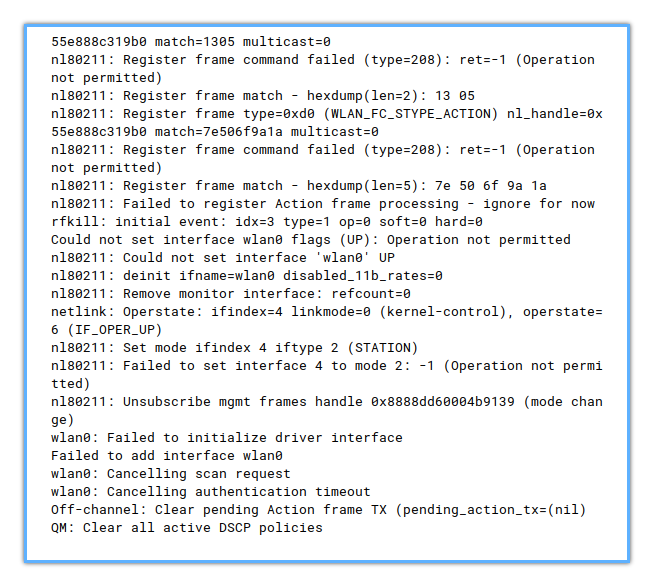 55e888c319b0 match=1305 multicast=0
nl80211: Register frame command failed (type=208): ret=-1 (Operation
not permitted)
nl80211: Register frame match - hexdump(len=2): 13 05
nl80211: Register frame type=0xd0 (WLAN_FC_STYPE_ACTION) nl_handle=0x
55e888c319b0 match=7e506f9a1a multicast=0
nl80211: Register frame command failed (type=208): ret=-1 (Operation
not permitted)
nl80211: Register frame match - hexdump(len=5): 7e 50 6f 9a 1a
nl80211: Failed to register Action frame processing - ignore for now
rfkill: initial event: idx=3 type=1 op=0 soft=0 hard=0
Could not set interface wlan0 flags (UP): Operation not permitted
nl80211: Could not set interface 'wlan0' UP
nl80211: deinit ifname=wlan0 disabled_11b_rates=0
nl80211: Remove monitor interface: refcount=0
netlink: Operstate: ifindex=4 linkmode=0 (kernel-control), operstate=
6 (IF_OPER_UP)
nl80211: Set mode ifindex 4 iftype 2 (STATION)
nl80211: Failed to set interface 4 to mode 2: -1 (Operation not permi
tted)
nl80211: Unsubscribe mgmt frames handle 0x8888dd60004b9139 (mode chan
ge)
wlan0: Failed to initialize driver interface
Failed to add interface wlan0
wlan0: Cancelling scan request
wlan0: Cancelling authentication timeout
Off-channel: Clear pending Action frame TX (pending_action_tx=(nil)
QM: Clear all active DSCP policies